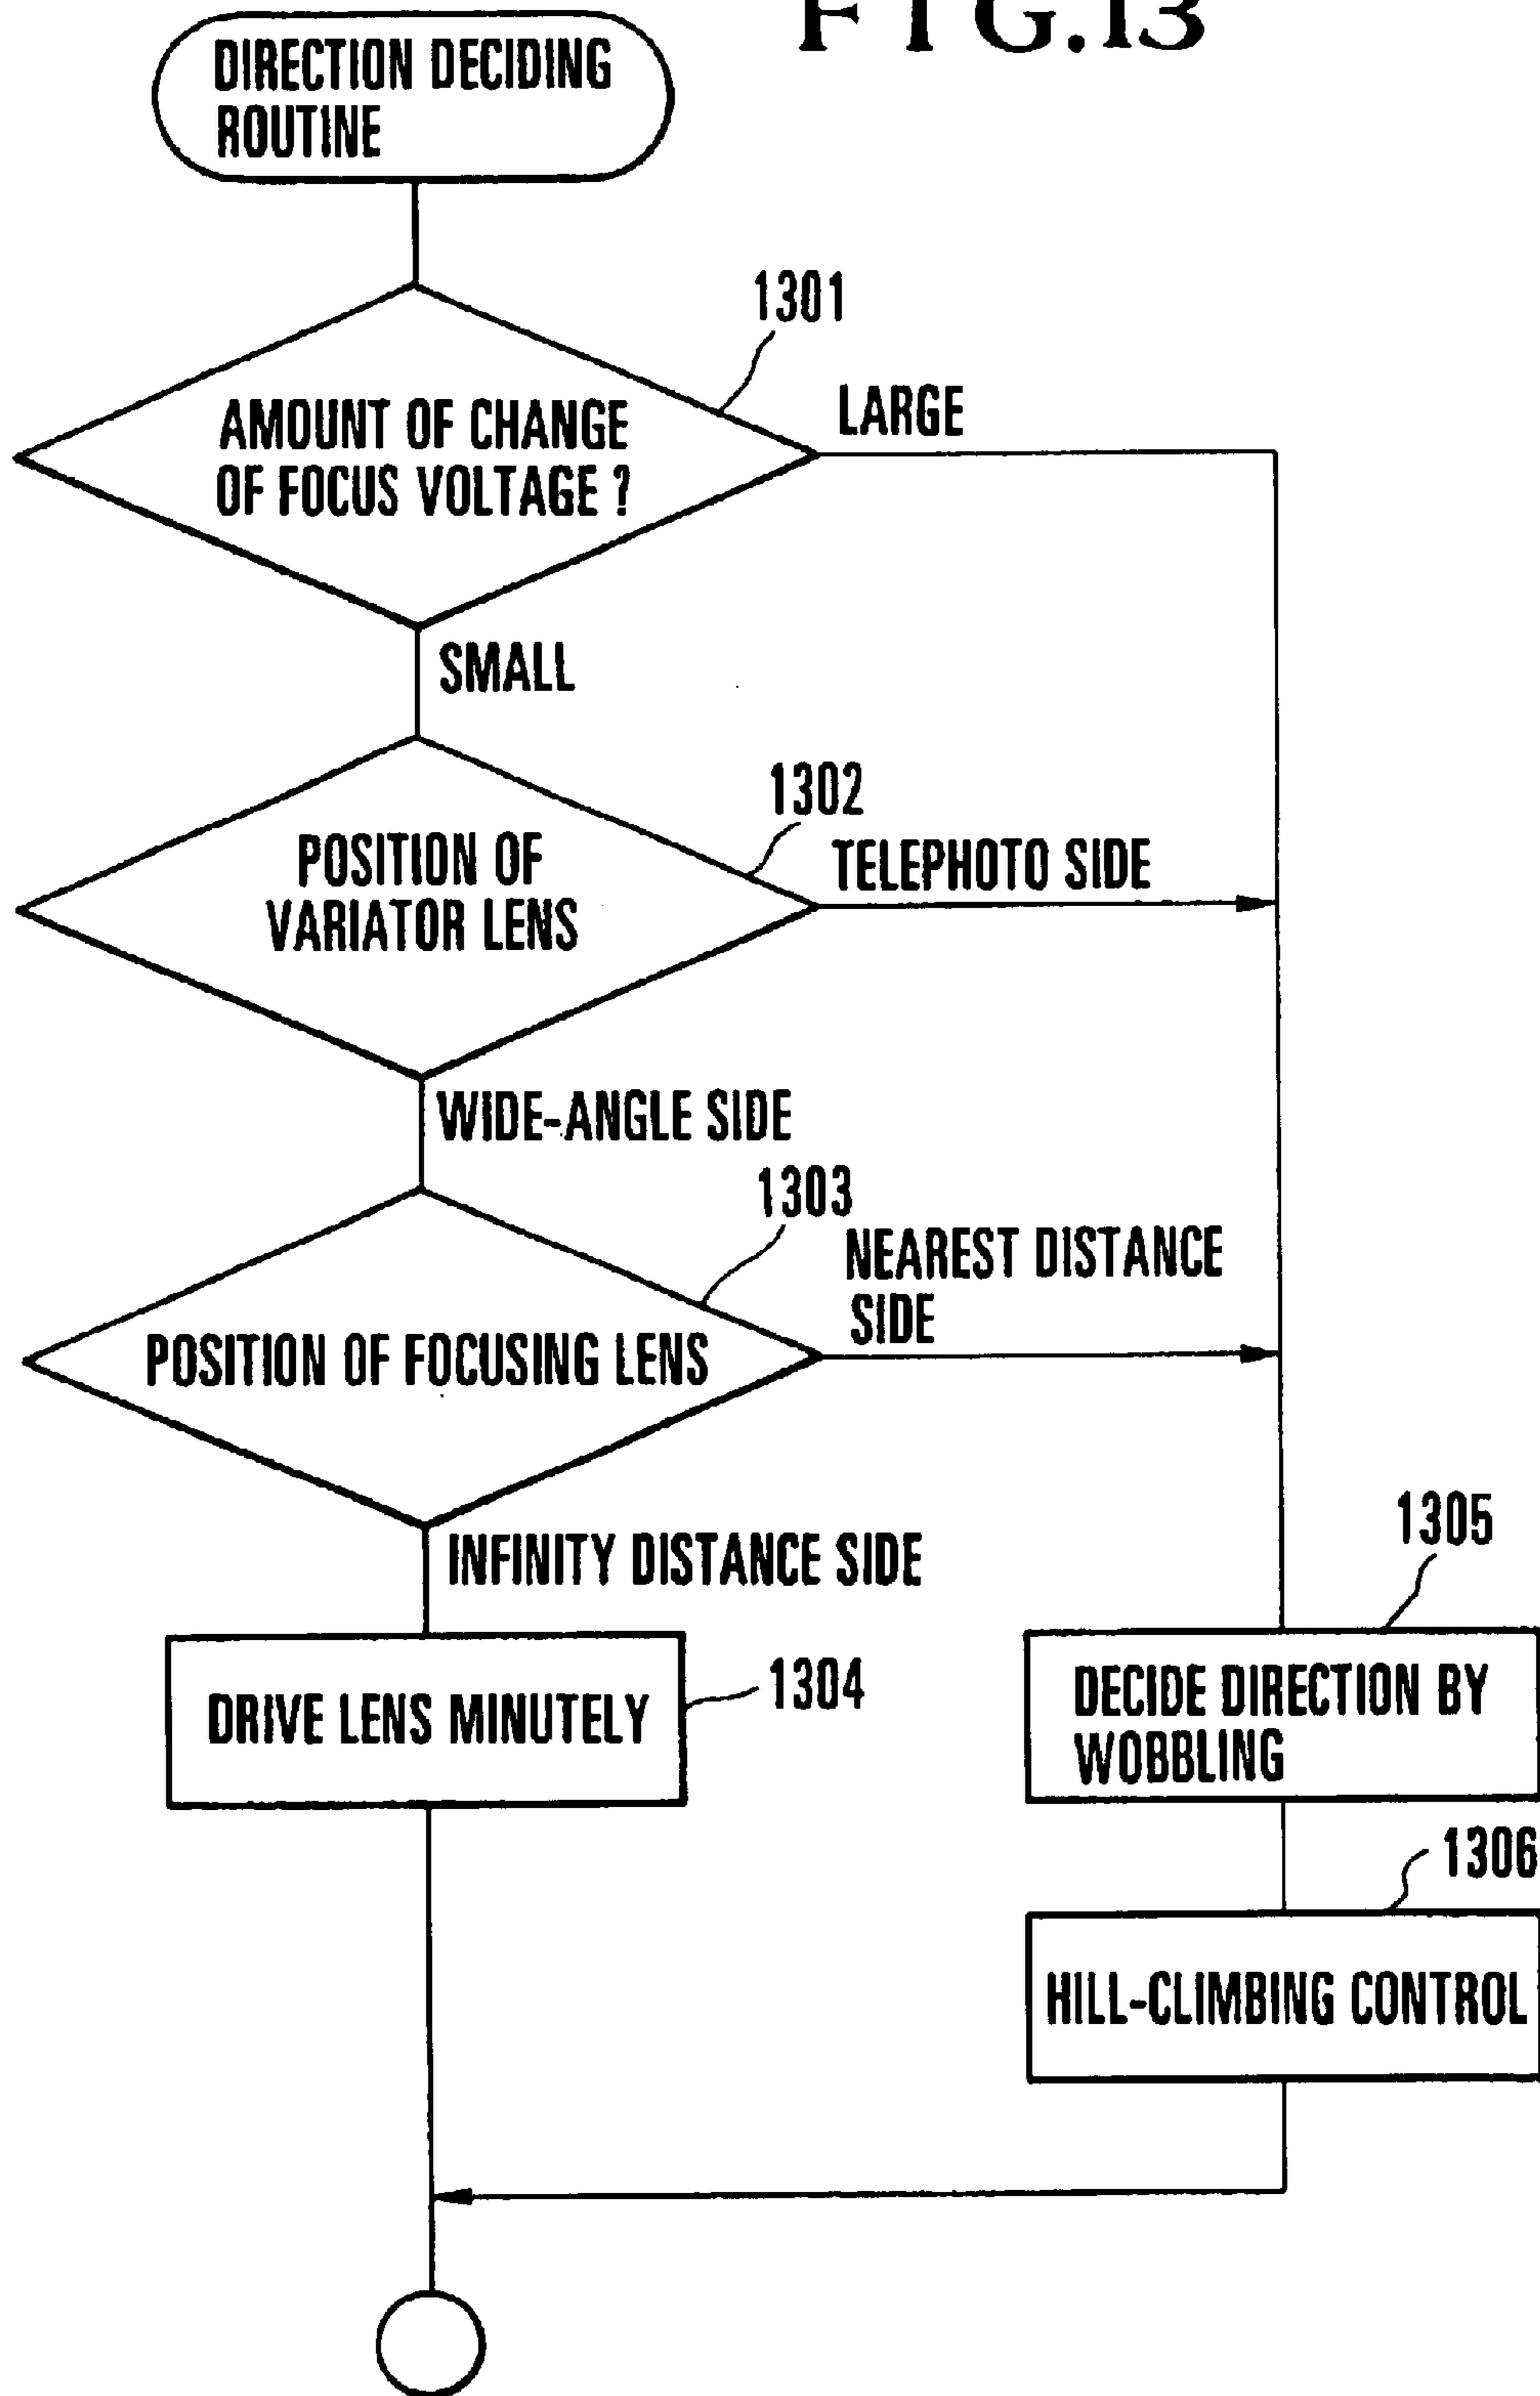 FIG.13
DIRECTION DECIDING
ROUTINE
1301
AMOUNT OF CHANGE
OF FOCUS VOLTAGE ?
LARGE
SMALL
1302
POSITION OF
VARIATOR LENS
TELEPHOTO SIDE
WIDE-ANGLE SIDE
1303
POSITION OF FOCUSING LENS
NEAREST DISTANCE
SIDE
INFINITY DISTANCE SIDE
DRIVE LENS MINUTELY
1304
1305
DECIDE DIRECTION BY
WOBBLING
1306
HILL-CLIMBING CONTROL